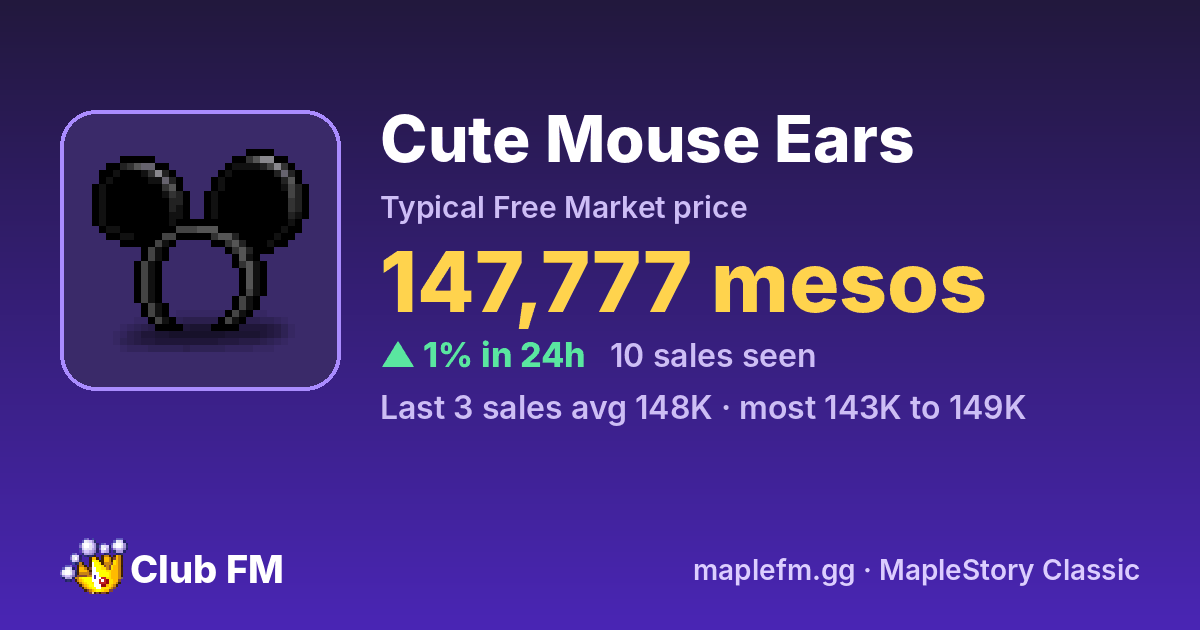 Cute Mouse Ears
Typical Free Market price
147,777 mesos
▲ 1% in 24h 10 sales seen
Last 3 sales avg 148K · most 143K to 149K
Club FM
maplefm.gg · MapleStory Classic